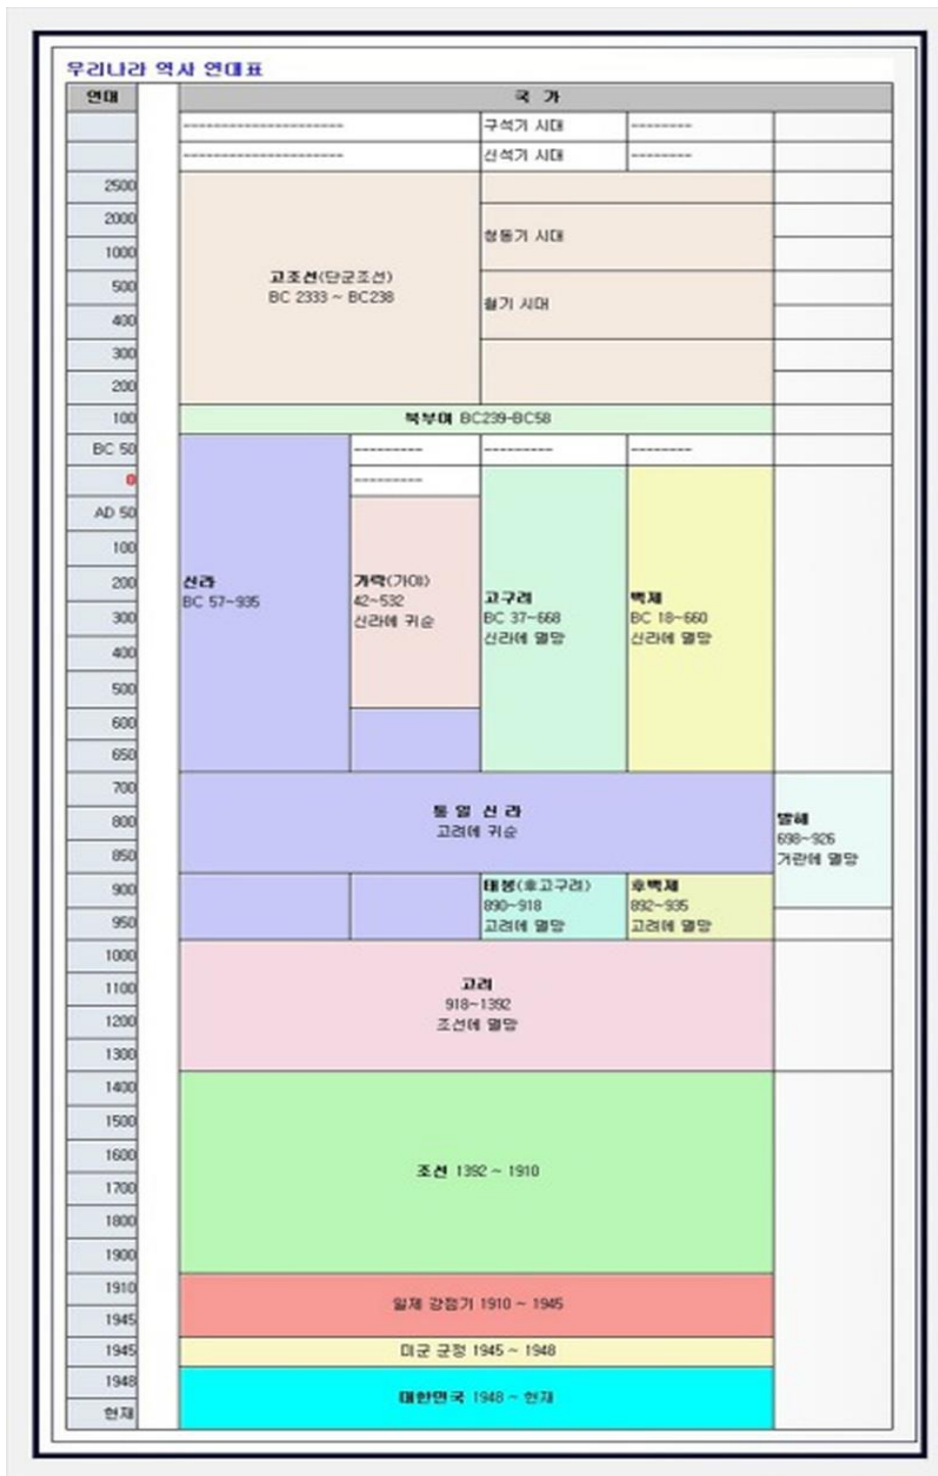 우리나라 역사 연대표
연대 국 가
--------------------- 구석기 시대 --------
--------------------- 신석기 시대 --------
2500
2000
청동기 시대
1000
고조선(단군조선)
BC 2333 ~ BC238
500
철기 시대
400
300
200
100 북부여 BC239-BC58
BC 50 --------- --------- --------
0 ---------
AD 50
100
200
신라
BC 57~935
가락(가야)
42~532
신라에 귀순
고구려
BC 37~668
신라에 멸망
백제
BC 18~660
신라에 멸망
300
400
500
600
650
700
통 일 신 라
고려에 귀순
발해
698~926
거란에 멸망
800
850
900
태봉(후고구려)
890~918
고려에 멸망
후백제
892~935
고려에 멸망
950
1000
고려
918~1392
조선에 멸망
1100
1200
1300
1400
1500
1600
조선 1392 ~ 1910
1700
1800
1900
1910
일제 강점기 1910 ~ 1945
1945
1945 미군 군정 1945 ~ 1948
1948
대한민국 1948 ~ 현재
현재